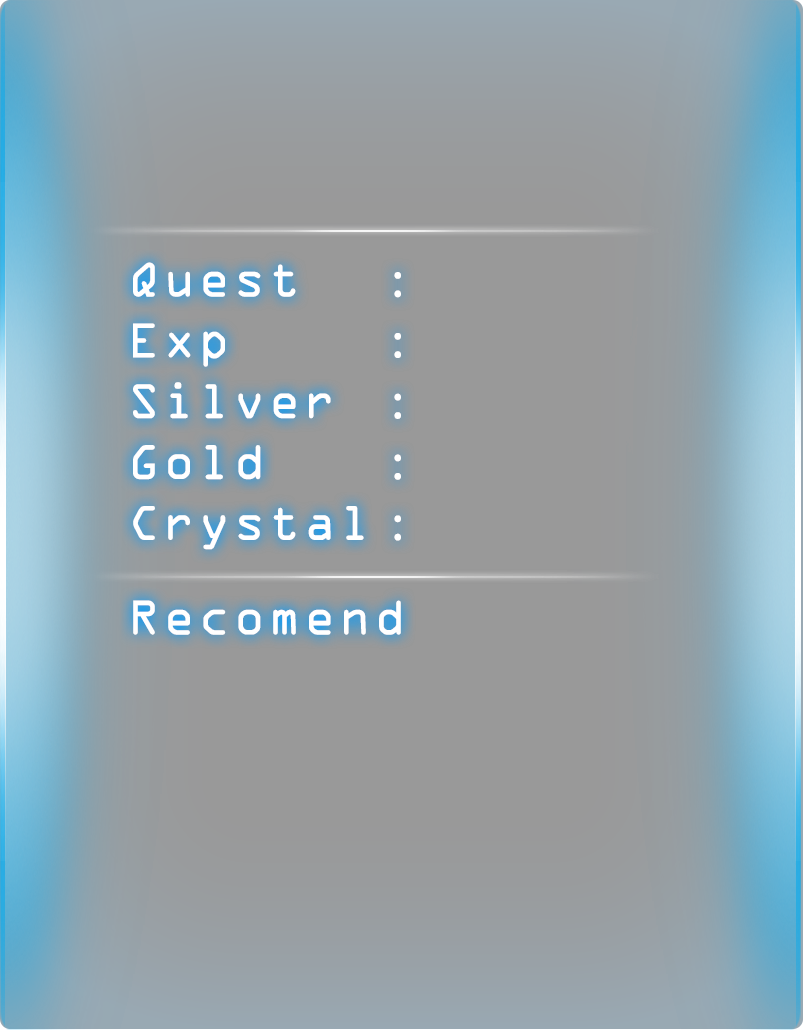 Quest :
Exp :
Silver :
Gold :
Crystal :
Recomend